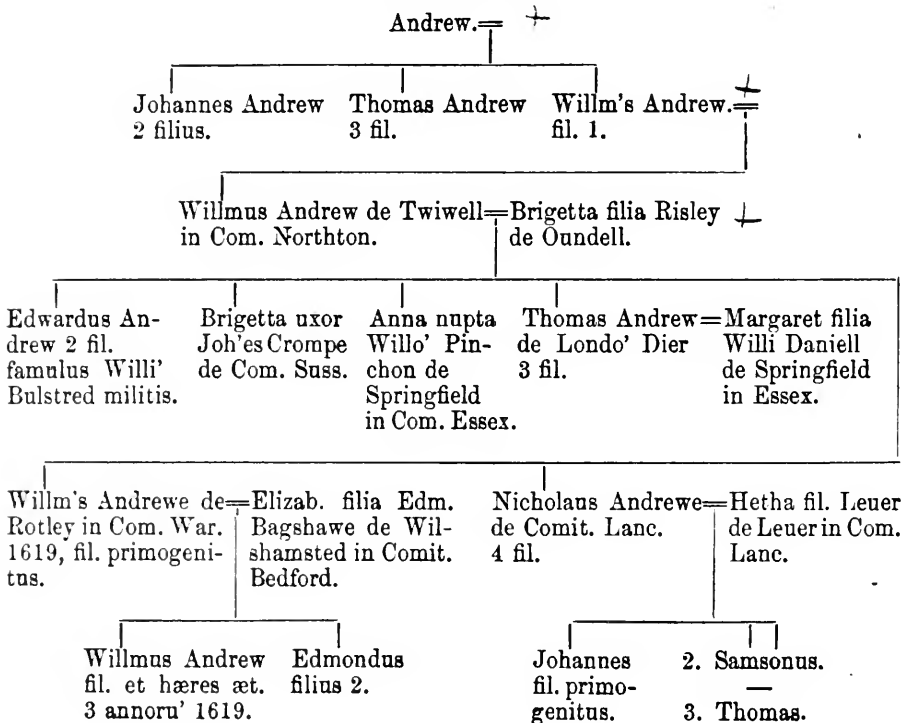 Andrew.=
Johannes Andrew
2 filius.
Thomas Andrew
3 fil.
Willm's Andrew.=
fil. 1.
Willmus Andrew de Twiwell=Brigetta filia Risley
in Com. Northton.
de Oundell.
Edwardus An-
drew 2 fil.
famulus Willi'
Bulstred militis.
Brigetta uxor
Joh'es Crompe
de Com. Suss.
Anna nupta
Willo' Pin-
chon de
Springfield
in Com. Essex.
Thomas Andrew=Margaret filia
de Londo' Dier
3 fil.
Willi Daniell
de Springfield
in Essex.
Willm's Andrewe de=Elizab. filia Edm.
Rotley in Com. War.
1619, fil. primogeni-
tus.
Bagshawe de Wil-
shamsted in Comit.
Bedford.
Nicholaus Andrewe=Hetha fil. Leuer
de Comit. Lanc.
4 fil.
de Leuer in Com.
Lanc.
Willmus Andrew
fil. et hæres æt.
3 annoru' 1619.
Edmondus
filius 2.
Johannes
fil. primo-
genitus.
2. Samsonus.
—
3. Thomas.